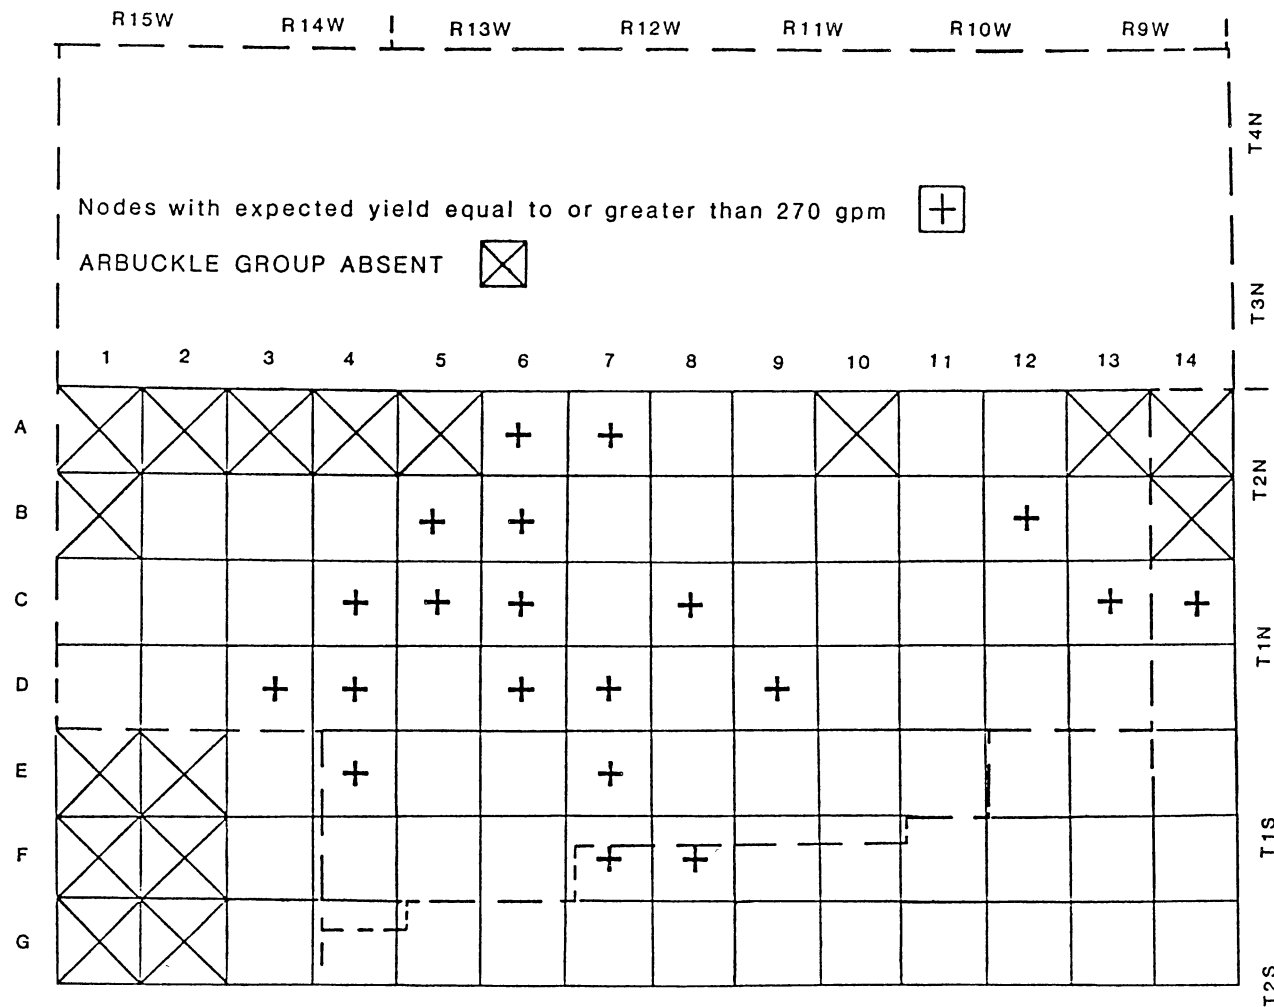 R15W R14W R13W R12W R11W R10W R9W
T4N
Nodes with expected yield equal to or greater than 270 gpm
ARBUCKLE GROUP ABSENT
T3N
1 2 3 4 5 6 7 8 9 10 11 12 13 14
A
T2N
B
C
T1N
D
E
T1S
F
G
T2S